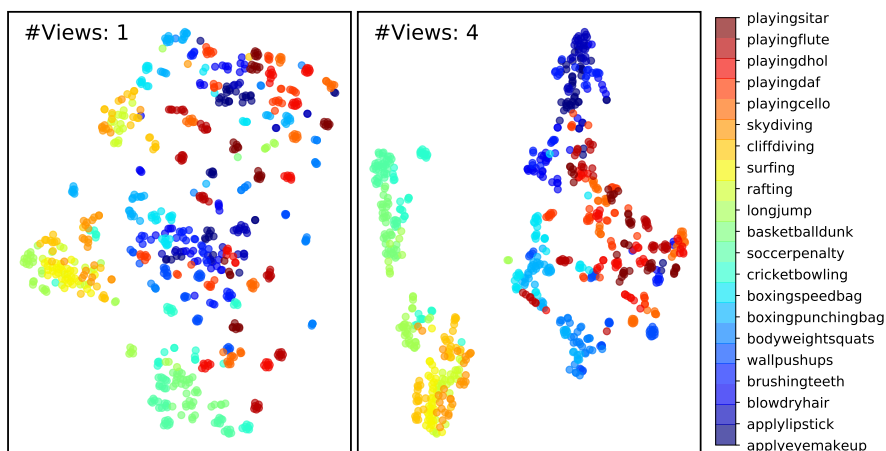 #Views: 1
#Views: 4
playingsitar
playingflute
playingdhol
playingdaf
playingcello
skydiving
cliffdiving
surfing
rafting
longjump
basketballdunk
soccerpenalty
cricketbowling
boxingspeedbag
boxingpunchingbag
bodyweightsquats
wallpushups
brushingteeth
blowdryhair
applylipstick
applyeyemakeup